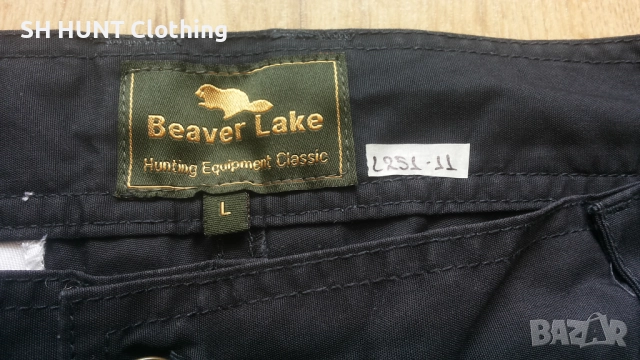 SH HUNT Clothing
Beaver Lake
Hunting Equipment Classic
L251-11
L
BAZAR